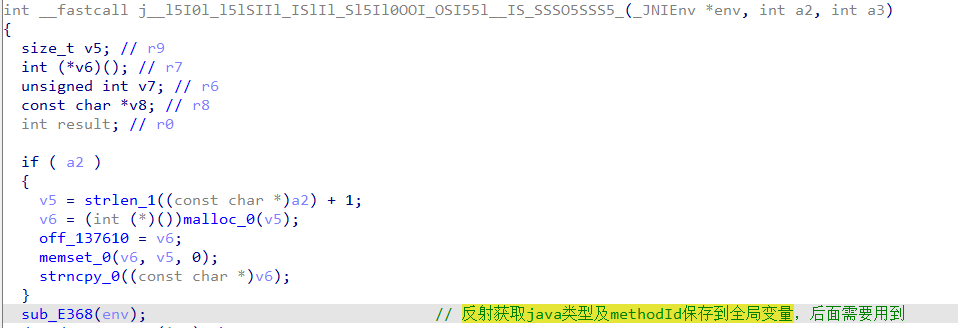 int __fastcall j__l5I0l_l5lSIIl_ISlIl_Sl5Il0OOI_OSI55l__IS_SSSO5SSS5_(_JNIEnv *env, int a2, int a3)
{
  size_t v5; // r9
  int (*v6)(); // r7
  unsigned int v7; // r6
  const char *v8; // r8
  int result; // r0

  if ( a2 )
  {
    v5 = strlen_1((const char *)a2) + 1;
    v6 = (int (*)())malloc_0(v5);
    off_137610 = v6;
    memset_0(v6, v5, 0);
    strncpy_0((const char *)v6);
  }
  sub_E368(env); // 反射获取java类型及methodId保存到全局变量，后面需要用到